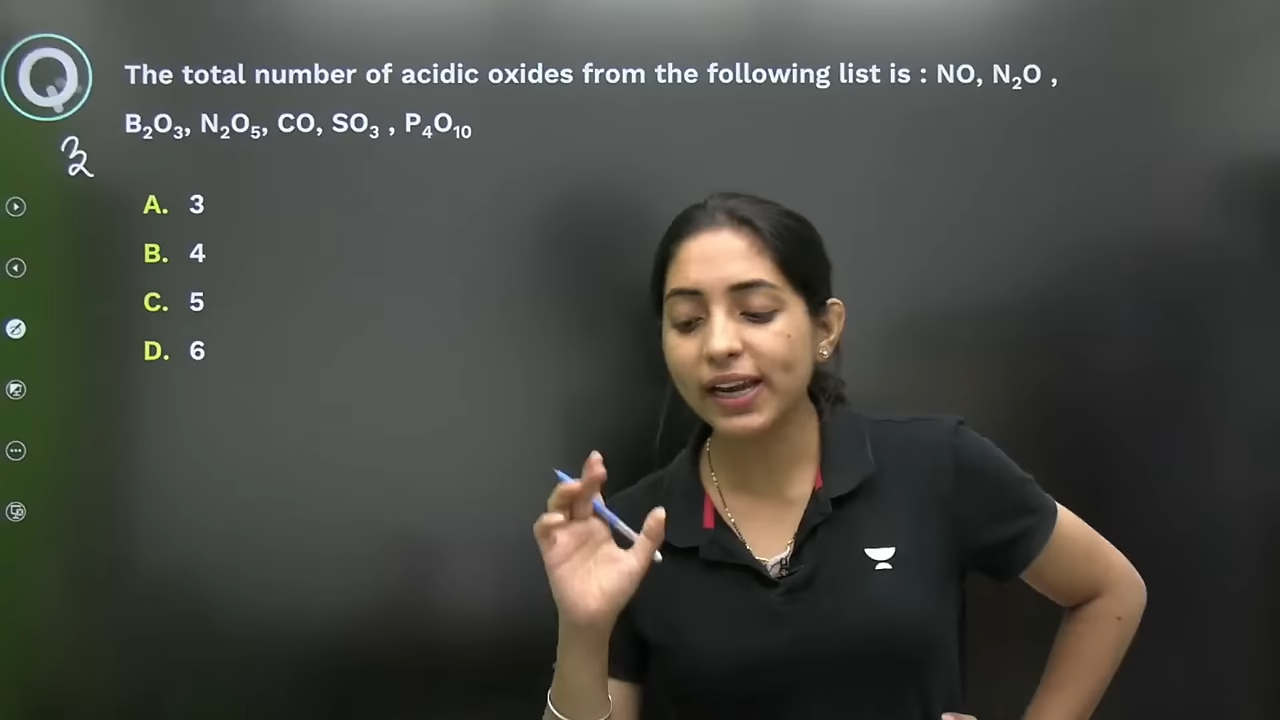 Q
The total number of acidic oxides from the following list is : NO, N₂O ,
B₂O₃, N₂O₅, CO, SO₃ , P₄O₁₀
A. 3
B. 4
C. 5
D. 6